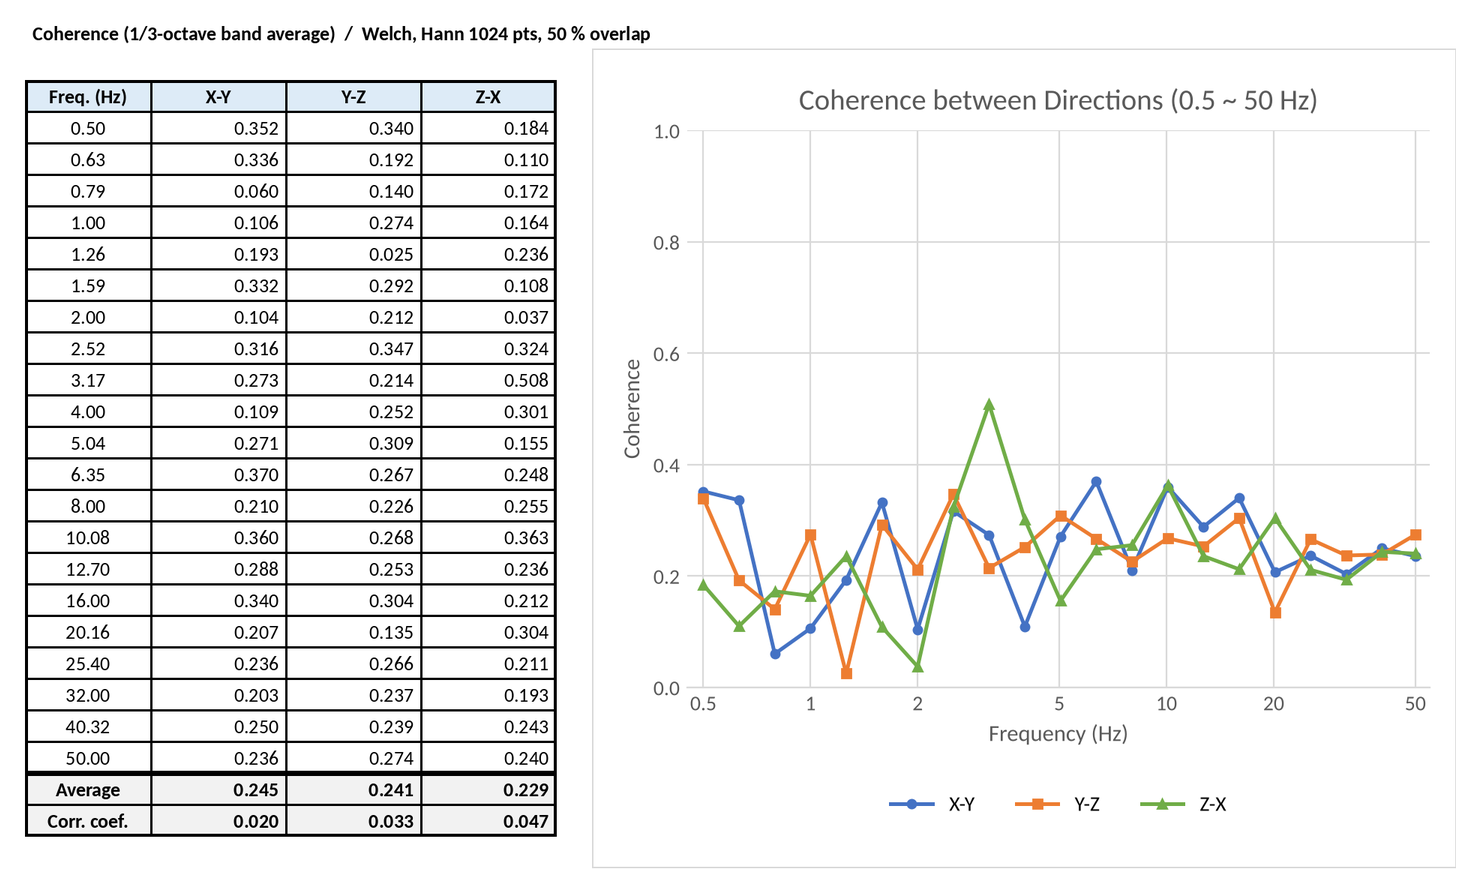 Coherence (1/3-octave band average)  /  Welch, Hann 1024 pts, 50 % overlap
Freq. (Hz) X-Y Y-Z Z-X
0.50 0.352 0.340 0.184
0.63 0.336 0.192 0.110
0.79 0.060 0.140 0.172
1.00 0.106 0.274 0.164
1.26 0.193 0.025 0.236
1.59 0.332 0.292 0.108
2.00 0.104 0.212 0.037
2.52 0.316 0.347 0.324
3.17 0.273 0.214 0.508
4.00 0.109 0.252 0.301
5.04 0.271 0.309 0.155
6.35 0.370 0.267 0.248
8.00 0.210 0.226 0.255
10.08 0.360 0.268 0.363
12.70 0.288 0.253 0.236
16.00 0.340 0.304 0.212
20.16 0.207 0.135 0.304
25.40 0.236 0.266 0.211
32.00 0.203 0.237 0.193
40.32 0.250 0.239 0.243
50.00 0.236 0.274 0.240
Average 0.245 0.241 0.229
Corr. coef. 0.020 0.033 0.047
Coherence between Directions (0.5 ~ 50 Hz)
1.0
0.8
0.6
0.4
0.2
0.0
Coherence
0.5 1 2 5 10 20 50
Frequency (Hz)
X-Y Y-Z Z-X